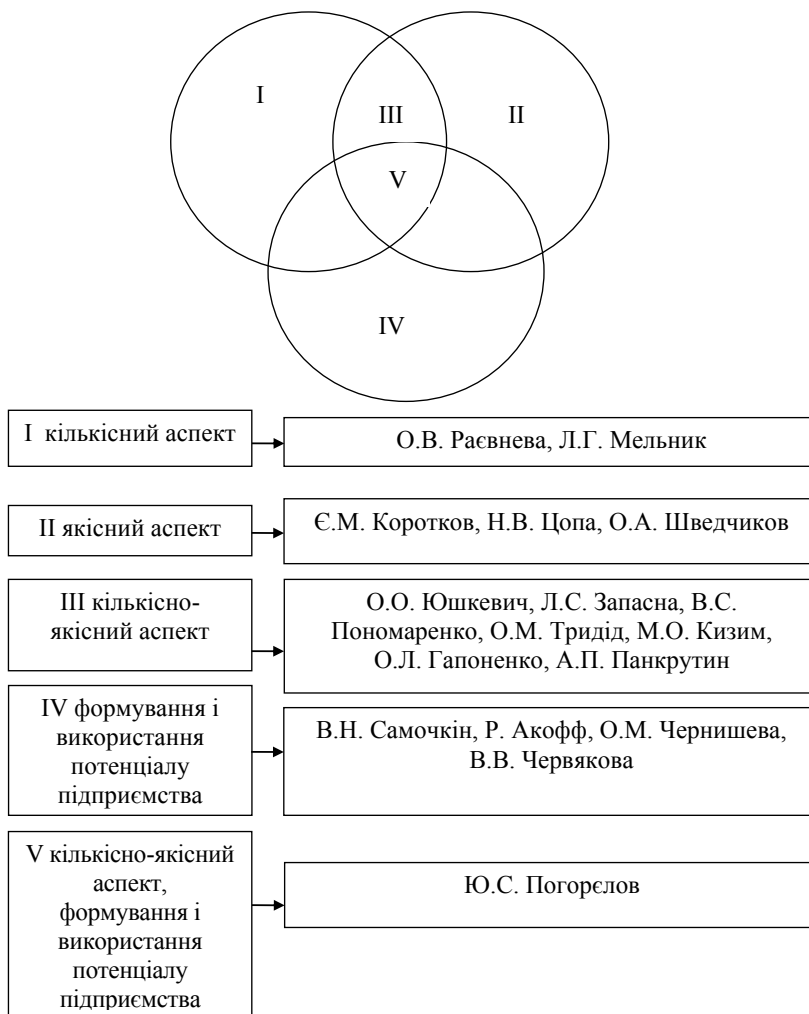 I
III
II
V
IV
I кількісний аспект
О.В. Раєвнева, Л.Г. Мельник
II якісний аспект
Є.М. Коротков, Н.В. Цопа, О.А. Шведчиков
III кількісно-
якісний аспект
О.О. Юшкевич, Л.С. Запасна, В.С.
Пономаренко, О.М. Тридід, М.О. Кизим,
О.Л. Гапоненко, А.П. Панкрутин
IV формування і
використання
потенціалу
підприємства
В.Н. Самочкін, Р. Акофф, О.М. Чернишева,
В.В. Червякова
V кількісно-якісний
аспект,
формування і
використання
потенціалу
підприємства
Ю.С. Погорєлов